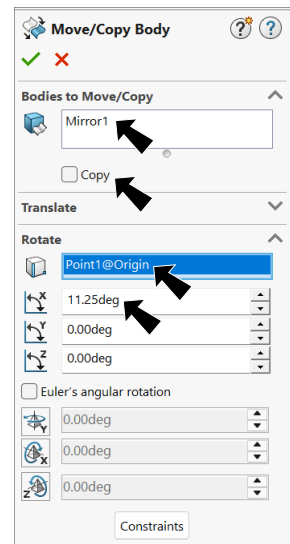 Move/Copy Body
Bodies to Move/Copy
Mirror1
Copy
Translate
Rotate
Point1@Origin
X 11.25deg
Y 0.00deg
Z 0.00deg
Euler's angular rotation
Y 0.00deg
X 0.00deg
Z 0.00deg
Constraints